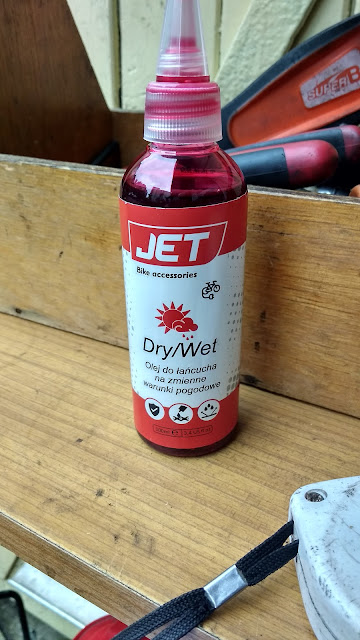 SUPER B
JET
Bike accessories
Dry/Wet
Olej do łańcucha
na zmienne
warunki pogodowe